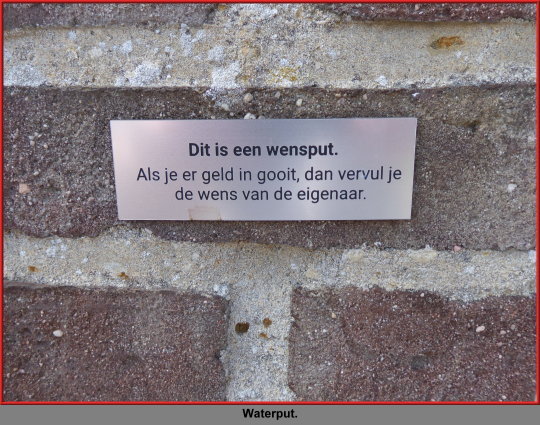 Dit is een wensput.
Als je er geld in gooit, dan vervul je
de wens van de eigenaar.
Waterput.